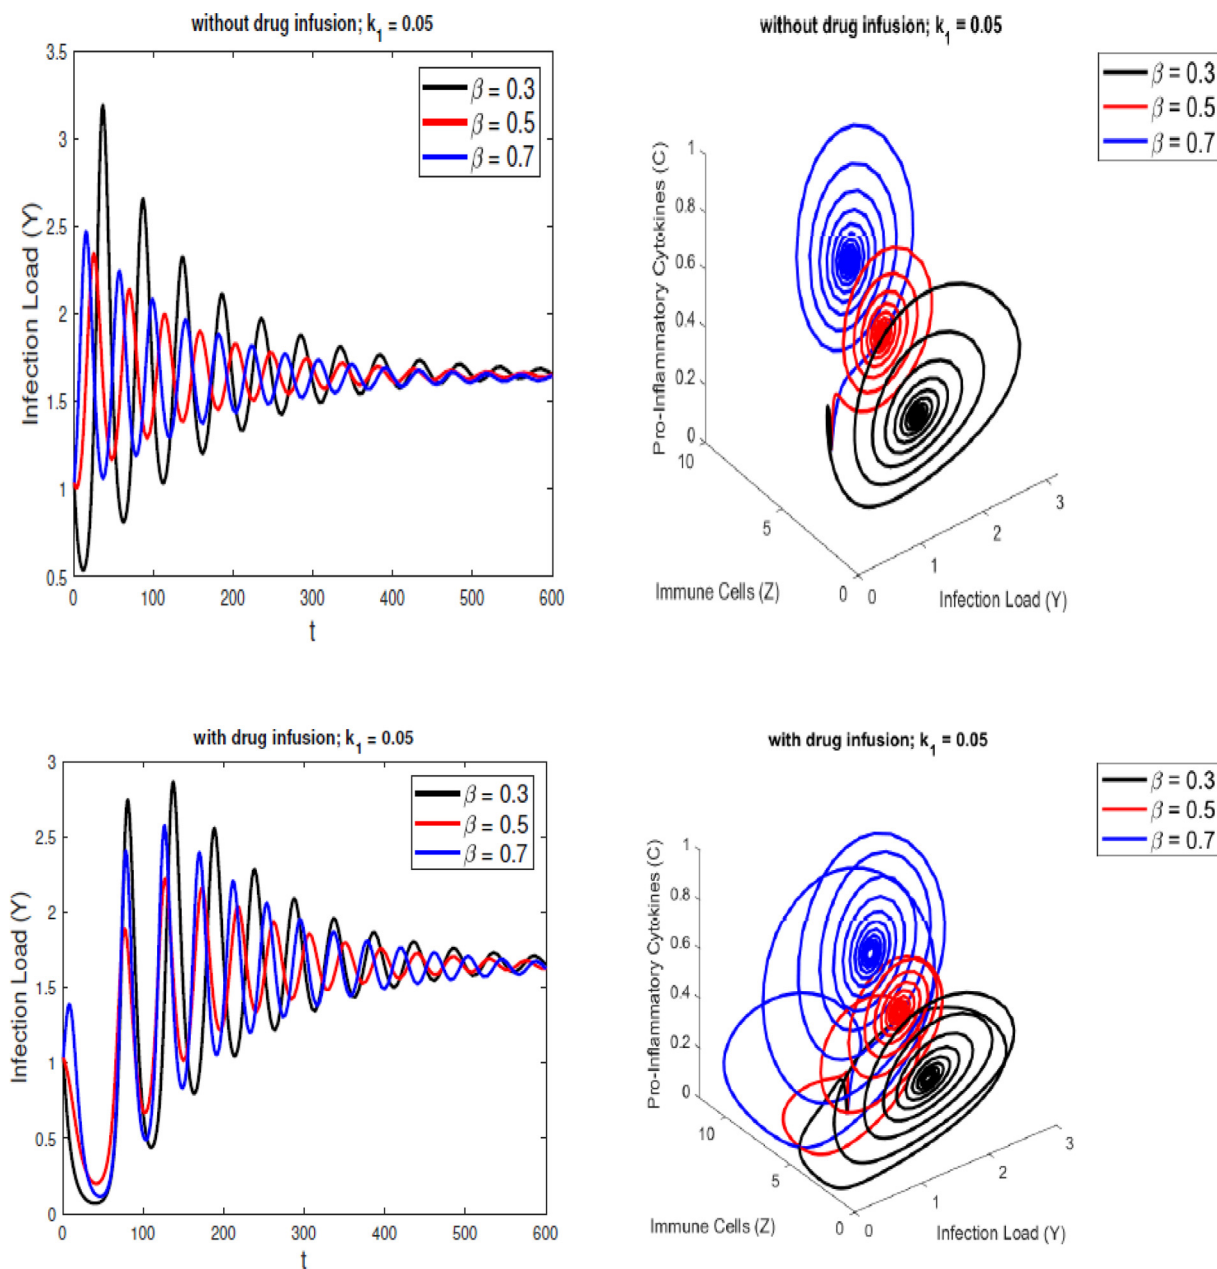 without drug infusion; k1 = 0.05
3.5
3
2.5
2
1.5
1
0.5
Infection Load (Y)
0 100 200 300 400 500 600
t
β = 0.3
β = 0.5
β = 0.7
without drug infusion; k1 = 0.05
β = 0.3
β = 0.5
β = 0.7
Pro-Inflammatory Cytokines (C)
1
0.8
0.6
0.4
0.2
0
10
5
0
Immune Cells (Z)
0
1
2
3
Infection Load (Y)
with drug infusion; k1 = 0.05
3
2.5
2
1.5
1
0.5
0
Infection Load (Y)
0 100 200 300 400 500 600
t
β = 0.3
β = 0.5
β = 0.7
with drug infusion; k1 = 0.05
β = 0.3
β = 0.5
β = 0.7
Pro-Inflammatory Cytokines (C)
1
0.8
0.6
0.4
0.2
0
10
5
0
Immune Cells (Z)
0
1
2
3
Infection Load (Y)